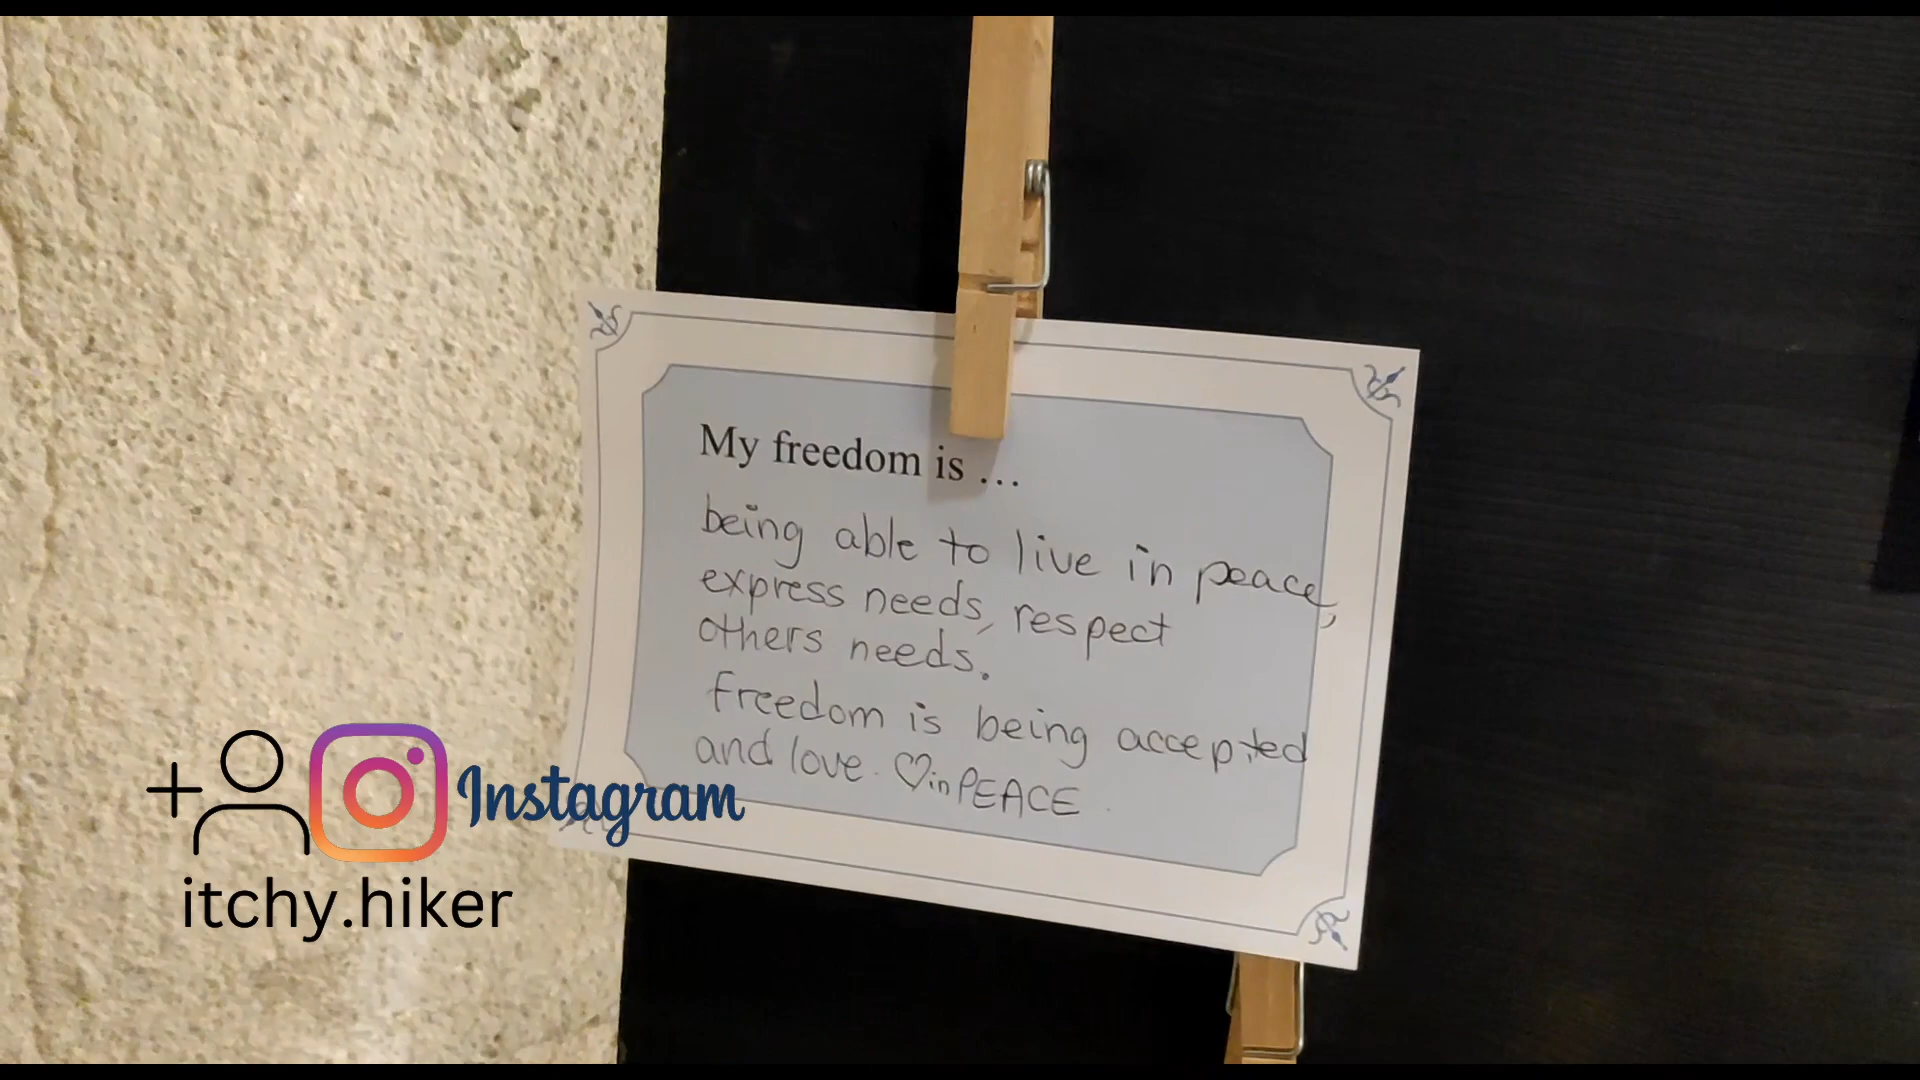 My freedom is ...
being able to live in peace,
express needs, respect
others needs.
Freedom is being accepted
and love. ♡ in PEACE.
Instagram
itchy.hiker